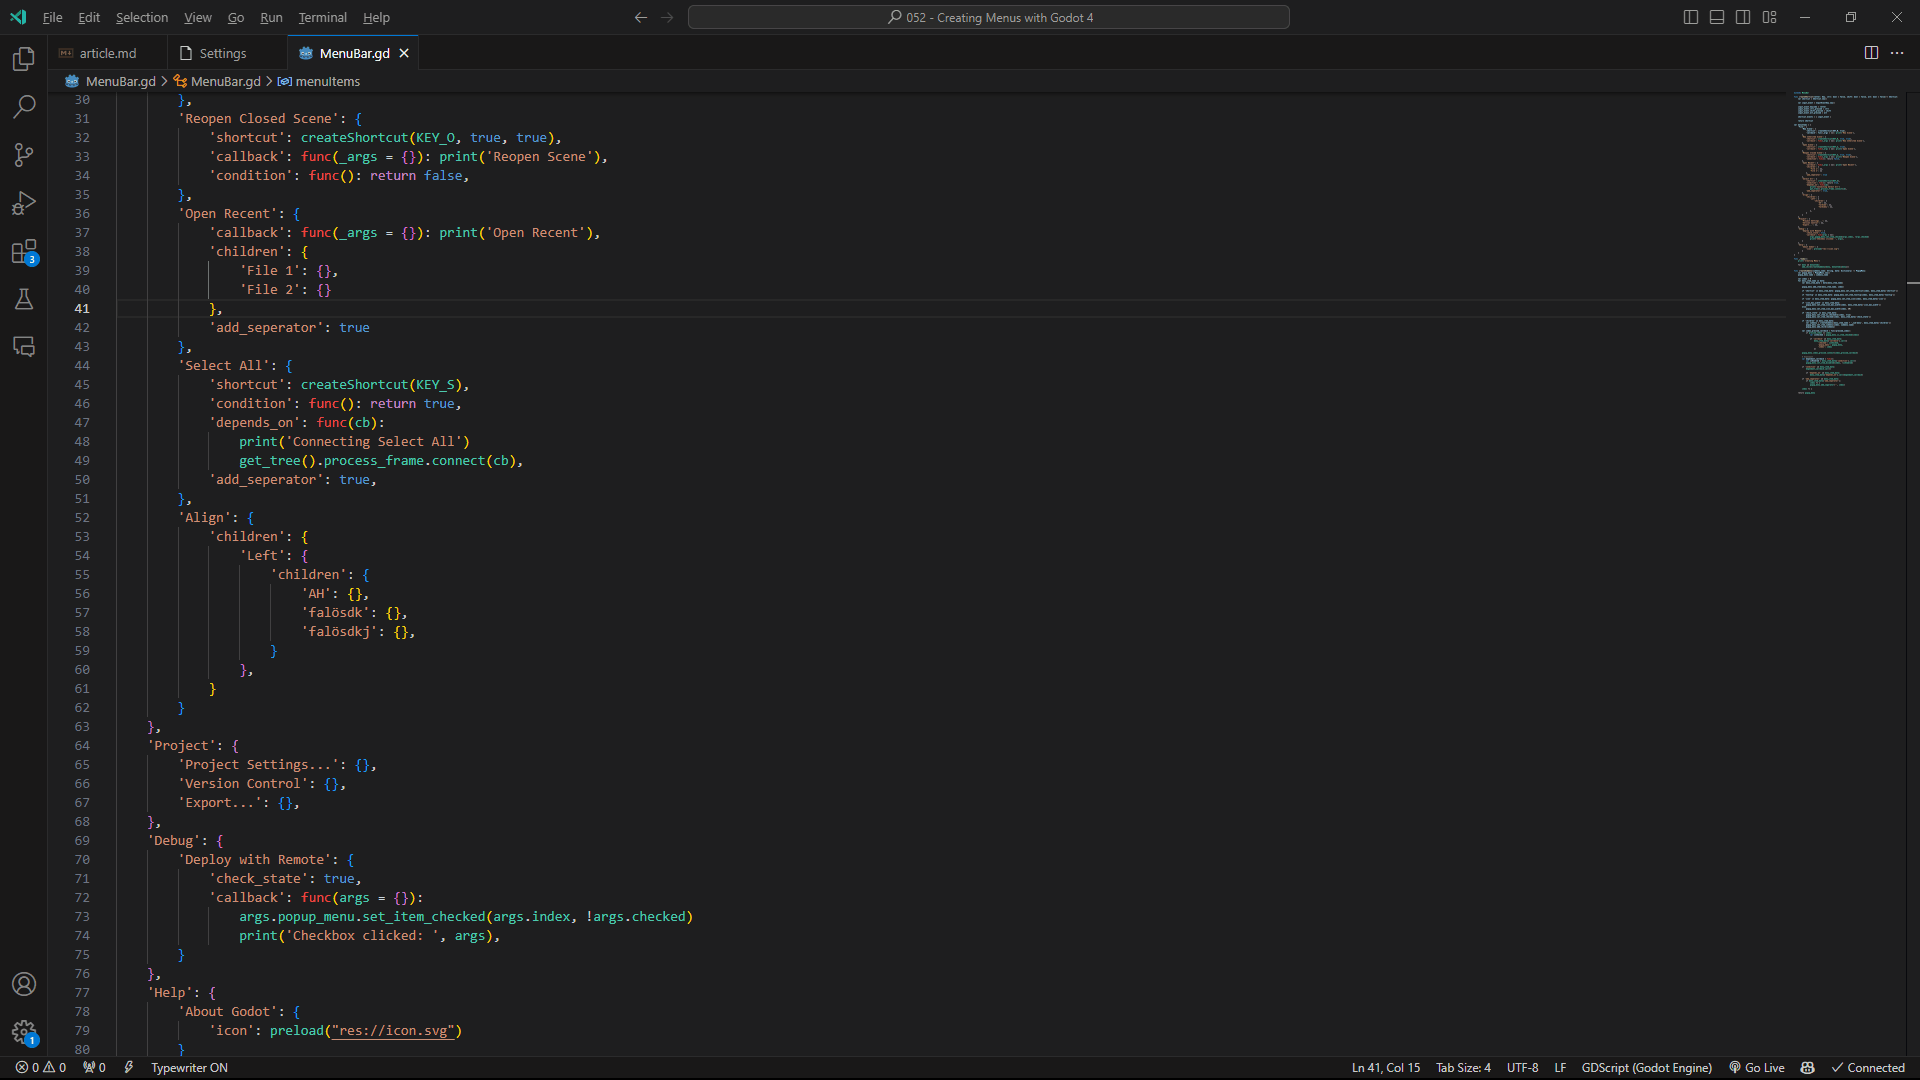 File Edit Selection View Go Run Terminal Help
052 - Creating Menus with Godot 4
article.md Settings MenuBar.gd
MenuBar.gd > MenuBar.gd > menuItems
30 },
31 'Reopen Closed Scene': {
32 'shortcut': createShortcut(KEY_O, true, true),
33 'callback': func(_args = {}): print('Reopen Scene'),
34 'condition': func(): return false,
35 },
36 'Open Recent': {
37 'callback': func(_args = {}): print('Open Recent'),
38 'children': {
39 'File 1': {},
40 'File 2': {}
41 },
42 'add_seperator': true
43 },
44 'Select All': {
45 'shortcut': createShortcut(KEY_S),
46 'condition': func(): return true,
47 'depends_on': func(cb):
48 print('Connecting Select All')
49 get_tree().process_frame.connect(cb),
50 'add_seperator': true,
51 },
52 'Align': {
53 'children': {
54 'Left': {
55 'children': {
56 'AH': {},
57 'falösdk': {},
58 'falösdkj': {},
59 }
60 },
61 }
62 }
63 },
64 'Project': {
65 'Project Settings...': {},
66 'Version Control': {},
67 'Export...': {},
68 },
69 'Debug': {
70 'Deploy with Remote': {
71 'check_state': true,
72 'callback': func(args = {}):
73 args.popup_menu.set_item_checked(args.index, !args.checked)
74 print('Checkbox clicked: ', args),
75 }
76 },
77 'Help': {
78 'About Godot': {
79 'icon': preload("res://icon.svg")
80 }
3
1
0 0 0 Typewriter ON Ln 41, Col 15 Tab Size: 4 UTF-8 LF GDScript (Godot Engine) Go Live Connected